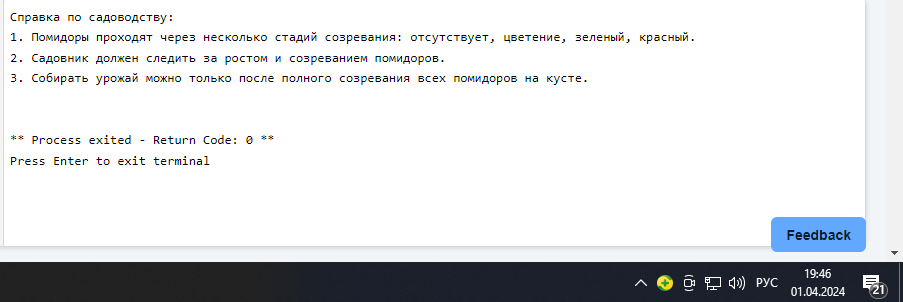 Справка по садоводству:
1. Помидоры проходят через несколько стадий созревания: отсутствует, цветение, зеленый, красный.
2. Садовник должен следить за ростом и созреванием помидоров.
3. Собирать урожай можно только после полного созревания всех помидоров на кусте.
** Process exited - Return Code: 0 **
Press Enter to exit terminal
Feedback
РУС
19:46
01.04.2024
21